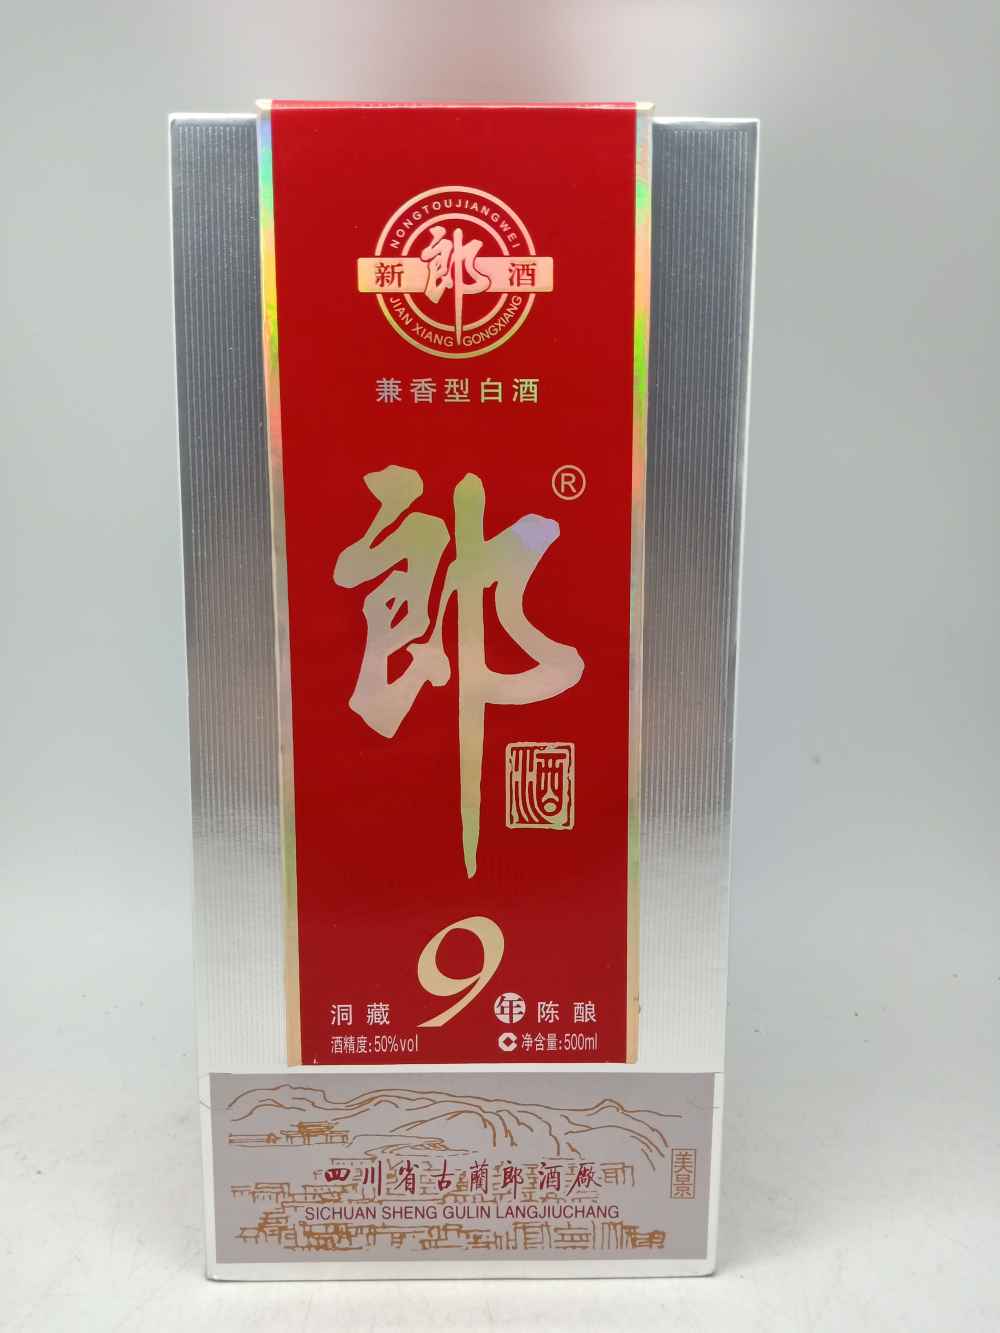 NONGTOUJIANGWEI
新郎酒
JIAN XIANG GONGXIANG
兼香型白酒
郎®
酒
洞藏9年陈酿
酒精度:50%vol
净含量:500ml
美景
四川省古蔺郎酒厰
SICHUAN SHENG GULIN LANGJIUCHANG